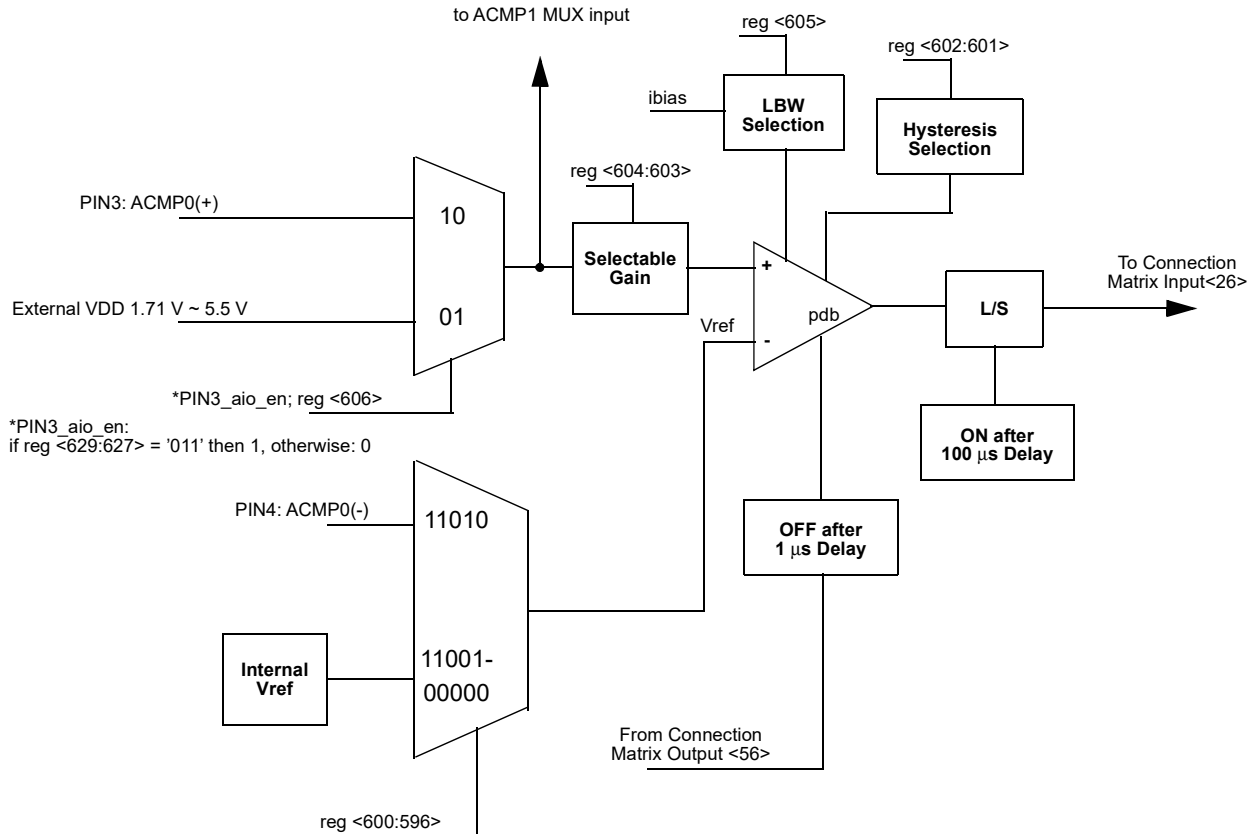 to ACMP1 MUX input
reg <605>
reg <602:601>
ibias
LBW
Selection
Hysteresis
Selection
reg <604:603>
PIN3: ACMP0(+)
10
Selectable
Gain
+
To Connection
Matrix Input<26>
External VDD 1.71 V ~ 5.5 V
01
Vref
pdb
-
L/S
*PIN3_aio_en; reg <606>
*PIN3_aio_en:
if reg <629:627> = '011' then 1, otherwise: 0
ON after
100 μs Delay
PIN4: ACMP0(-)
11010
OFF after
1 μs Delay
Internal
Vref
11001-
00000
From Connection
Matrix Output <56>
reg <600:596>